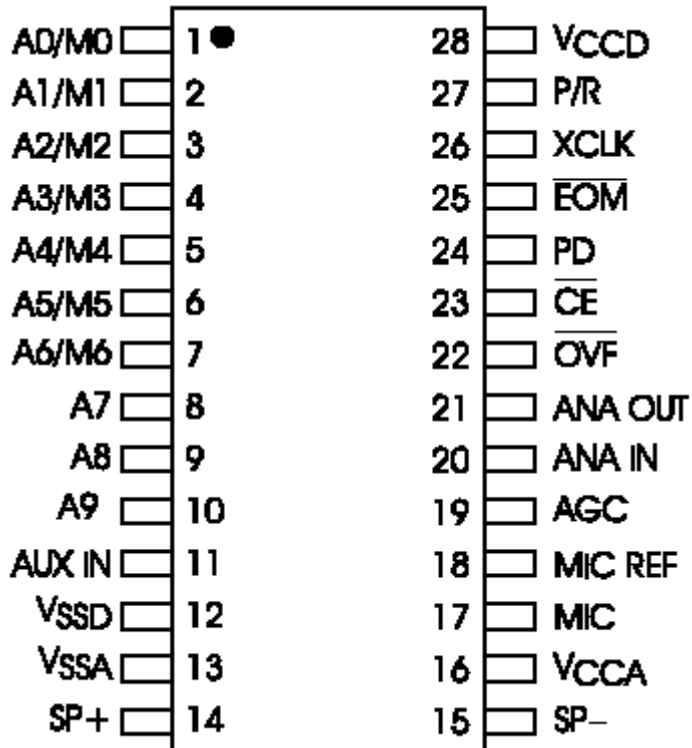 A0/M0 1 28 VCCD
A1/M1 2 27 P/R
A2/M2 3 26 XCLK
A3/M3 4 25 EOM
A4/M4 5 24 PD
A5/M5 6 23 CE
A6/M6 7 22 OVF
A7 8 21 ANA OUT
A8 9 20 ANA IN
A9 10 19 AGC
AUX IN 11 18 MIC REF
VSSD 12 17 MIC
VSSA 13 16 VCCA
SP+ 14 15 SP–